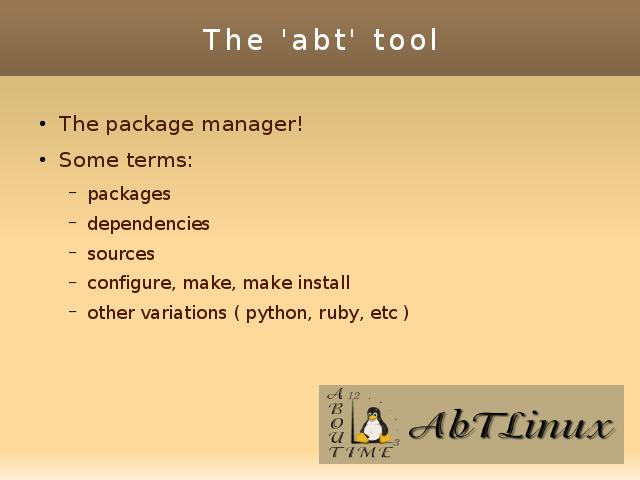 The 'abt' tool
• The package manager!
• Some terms:
– packages
– dependencies
– sources
– configure, make, make install
– other variations ( python, ruby, etc )
ABOUT TIME
12
3
AbTLinux